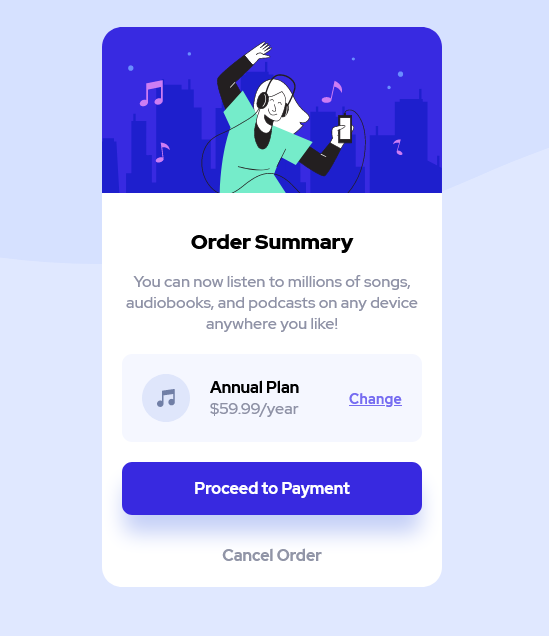 Order Summary
You can now listen to millions of songs,
audiobooks, and podcasts on any device
anywhere you like!
Annual Plan
$59.99/year
Change
Proceed to Payment
Cancel Order